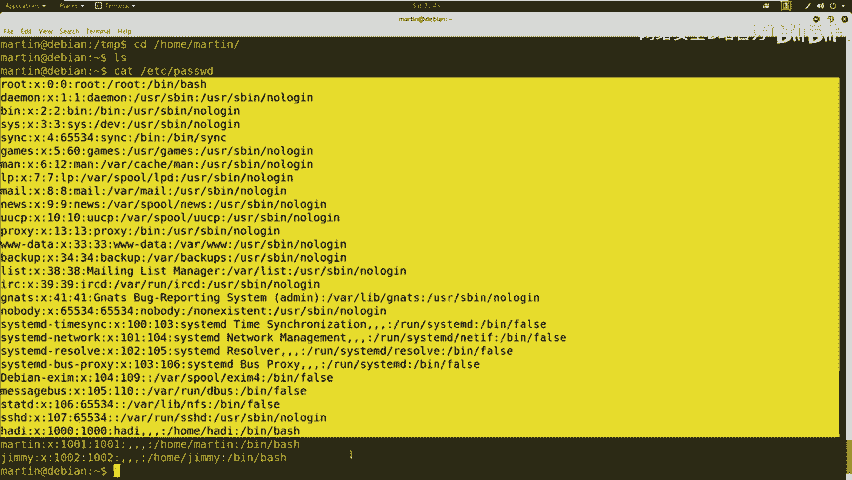 Applications
Places
Terminal
martin@debian: ~
File Edit View Search Terminal Help
martin@debian:/tmp$ cd /home/martin/
martin@debian:~$ ls
martin@debian:~$ cat /etc/passwd
root:x:0:0:root:/root:/bin/bash
daemon:x:1:1:daemon:/usr/sbin:/usr/sbin/nologin
bin:x:2:2:bin:/bin:/usr/sbin/nologin
sys:x:3:3:sys:/dev:/usr/sbin/nologin
sync:x:4:65534:sync:/bin:/bin/sync
games:x:5:60:games:/usr/games:/usr/sbin/nologin
man:x:6:12:man:/var/cache/man:/usr/sbin/nologin
lp:x:7:7:lp:/var/spool/lpd:/usr/sbin/nologin
mail:x:8:8:mail:/var/mail:/usr/sbin/nologin
news:x:9:9:news:/var/spool/news:/usr/sbin/nologin
uucp:x:10:10:uucp:/var/spool/uucp:/usr/sbin/nologin
proxy:x:13:13:proxy:/bin:/usr/sbin/nologin
www-data:x:33:33:www-data:/var/www:/usr/sbin/nologin
backup:x:34:34:backup:/var/backups:/usr/sbin/nologin
list:x:38:38:Mailing List Manager:/var/list:/usr/sbin/nologin
irc:x:39:39:ircd:/var/run/ircd:/usr/sbin/nologin
gnats:x:41:41:Gnats Bug-Reporting System (admin):/var/lib/gnats:/usr/sbin/nologin
nobody:x:65534:65534:nobody:/nonexistent:/usr/sbin/nologin
systemd-timesync:x:100:103:systemd Time Synchronization,,,:/run/systemd:/bin/false
systemd-network:x:101:104:systemd Network Management,,,:/run/systemd/netif:/bin/false
systemd-resolve:x:102:105:systemd Resolver,,,:/run/systemd/resolve:/bin/false
systemd-bus-proxy:x:103:106:systemd Bus Proxy,,,:/run/systemd:/bin/false
Debian-exim:x:104:109::/var/spool/exim4:/bin/false
messagebus:x:105:110::/var/run/dbus:/bin/false
statd:x:106:65534::/var/lib/nfs:/bin/false
sshd:x:107:65534::/var/run/sshd:/usr/sbin/nologin
hadi:x:1000:1000:hadi,,,:/home/hadi:/bin/bash
martin:x:1001:1001:,,,:/home/martin:/bin/bash
jimmy:x:1002:1002:,,,:/home/jimmy:/bin/bash
martin@debian:~$